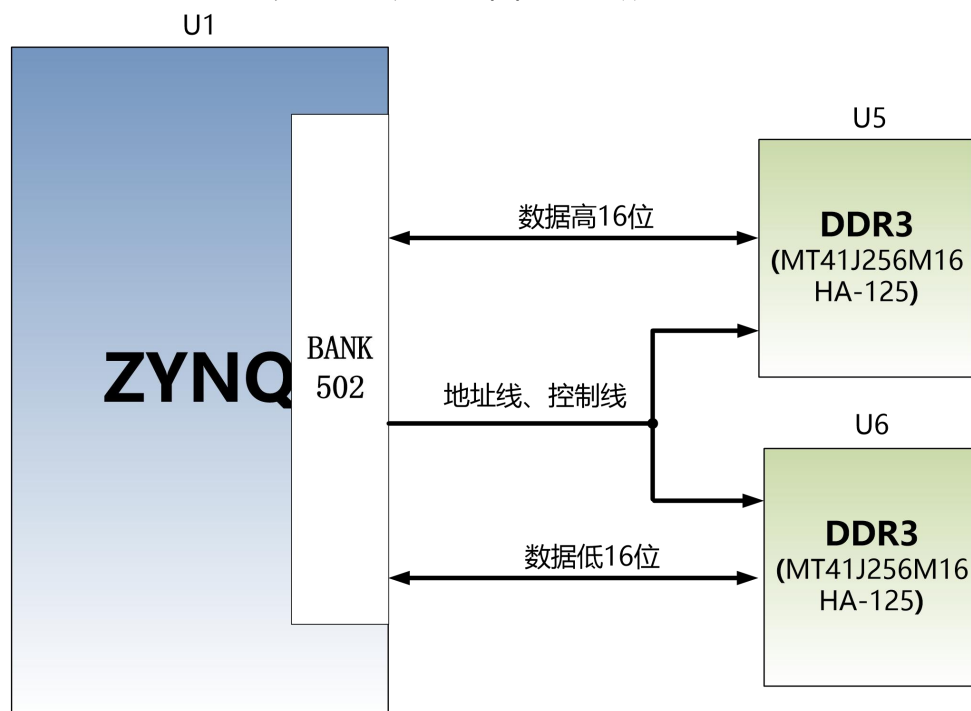 U1
U5
数据高16位
DDR3
(MT41J256M16
HA-125)
ZYNQ
BANK
502
地址线、控制线
U6
数据低16位
DDR3
(MT41J256M16
HA-125)